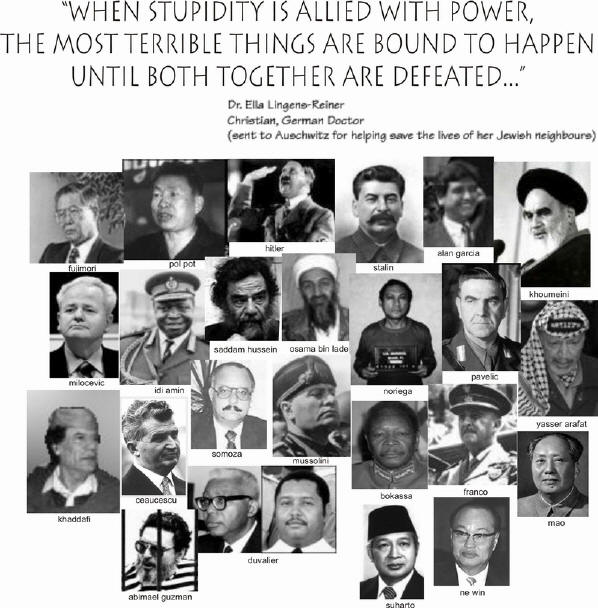 “WHEN STUPIDITY IS ALLIED WITH POWER,
THE MOST TERRIBLE THINGS ARE BOUND TO HAPPEN
UNTIL BOTH TOGETHER ARE DEFEATED...”
Dr. Ella Lingens-Reiner
Christian, German Doctor
(sent to Auschwitz for helping save the lives of her Jewish neighbours)
fujimori
pol pot
hitler
stalin
alan garcia
khoumeini
milocevic
idi amin
saddam hussein
osama bin lade
noriega
pavelic
yasser arafat
khaddafi
ceaucescu
somoza
mussolini
bokassa
franco
mao
abimael guzman
duvalier
suharto
ne win